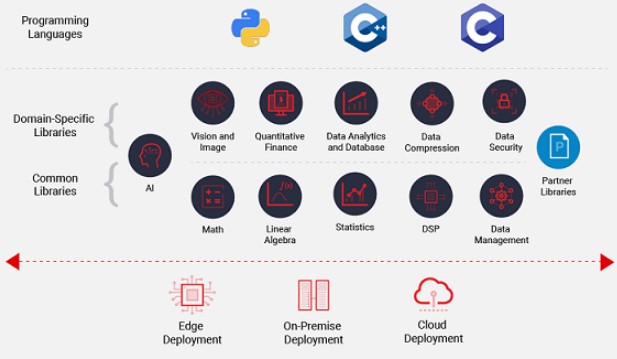 Programming
Languages
C++
C
Domain-Specific
Libraries
Common
Libraries
AI
Vision and
Image
Quantitative
Finance
Data Analytics
and Database
Data
Compression
Data
Security
P
Partner
Libraries
f(x)
Math
Linear
Algebra
Statistics
DSP
Data
Management
Edge
Deployment
On-Premise
Deployment
Cloud
Deployment